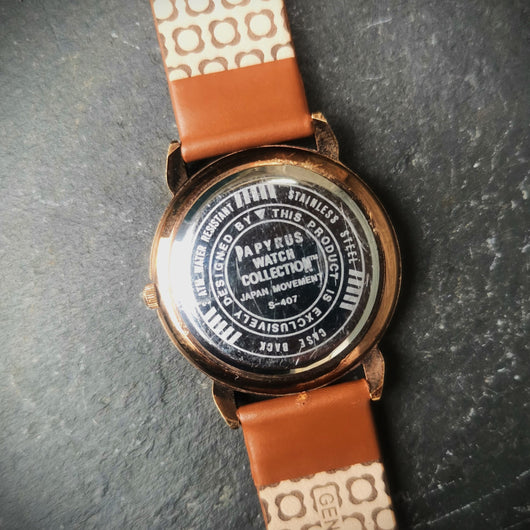 PAPYRUS
WATCH
COLLECTION™
JAPAN MOVEMENT
S-407
THIS PRODUCT IS EXCLUSIVELY DESIGNED BY
STAINLESS STEEL
CASE BACK
ATM WATER RESISTANT
GEN